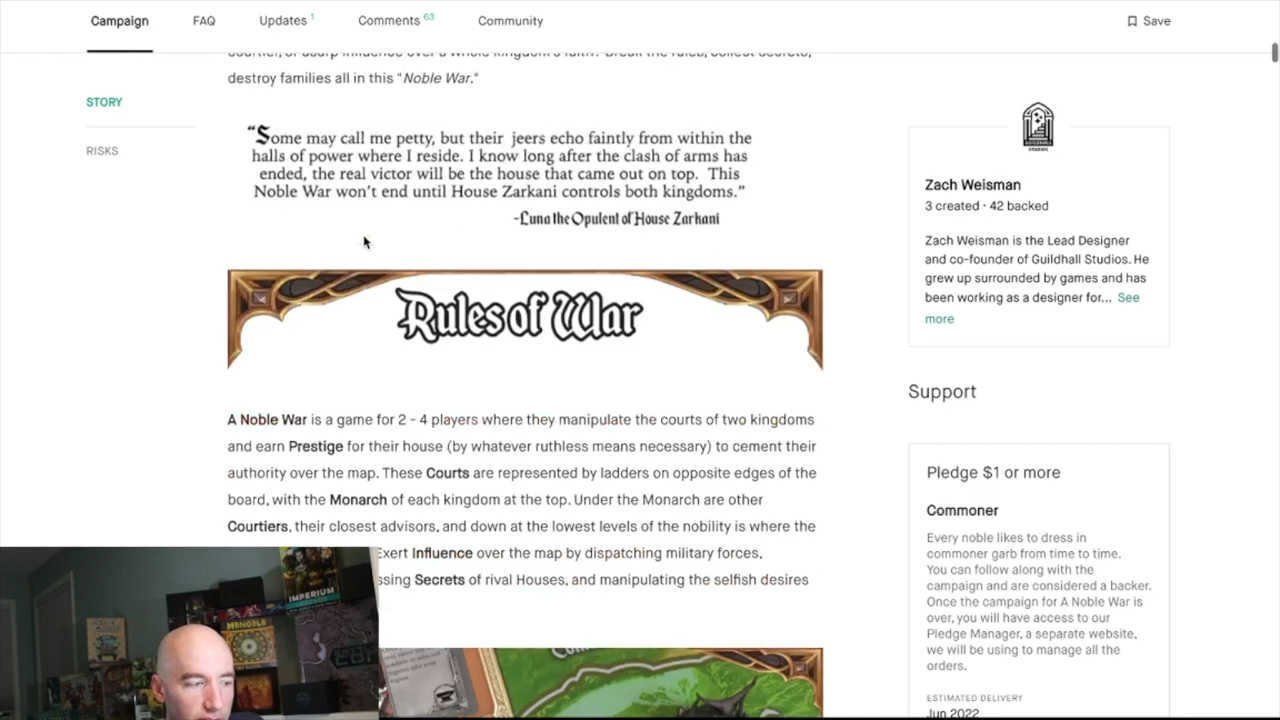 Campaign FAQ Updates 1 Comments 63 Community Save
destroy families all in this "Noble War."
STORY
RISKS
“Some may call me petty, but their jeers echo faintly from within the
halls of power where I reside. I know long after the clash of arms has
ended, the real victor will be the house that came out on top. This
Noble War won't end until House Zarkani controls both kingdoms.”
-Luna the Opulent of House Zarkani
Rules of War
A Noble War is a game for 2 - 4 players where they manipulate the courts of two kingdoms
and earn Prestige for their house (by whatever ruthless means necessary) to cement their
authority over the map. These Courts are represented by ladders on opposite edges of the
board, with the Monarch of each kingdom at the top. Under the Monarch are other
Courtiers, their closest advisors, and down at the lowest levels of the nobility is where the
Exert Influence over the map by dispatching military forces,
ssing Secrets of rival Houses, and manipulating the selfish desires
Zach Weisman
3 created · 42 backed
Zach Weisman is the Lead Designer
and co-founder of Guildhall Studios. He
grew up surrounded by games and has
been working as a designer for... See
more
Support
Pledge $1 or more
Commoner
Every noble likes to dress in
commoner garb from time to time.
You can follow along with the
campaign and are considered a backer.
Once the campaign for A Noble War is
over, you will have access to our
Pledge Manager, a separate website,
we will be using to manage all the
orders.
ESTIMATED DELIVERY
Jun 2022
IMPERIUM